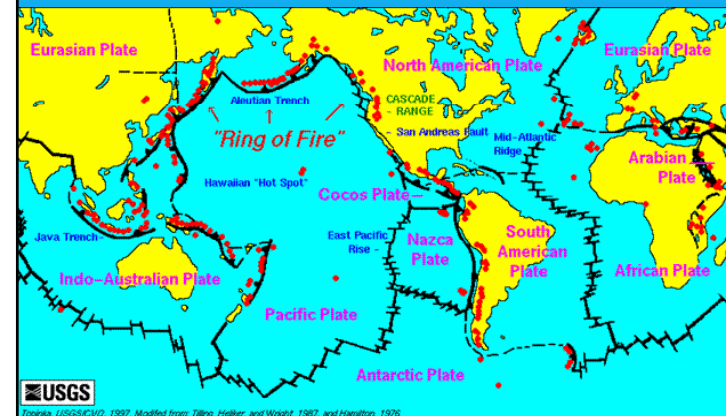 Eurasian Plate
Eurasian Plate
North American Plate
Aleutian Trench
CASCADE
RANGE
"Ring of Fire"
San Andreas Fault
Mid-Atlantic
Ridge
Arabian
Plate
Hawaiian "Hot Spot"
Cocos Plate
Java Trench
East Pacific
Rise
Nazca
Plate
South
American
Plate
Indo-Australian Plate
African Plate
Pacific Plate
Antarctic Plate
USGS
Topinka, USGS/CVO, 1997, Modified from: Tilling, Heliker, and Wright, 1987, and Hamilton, 1976